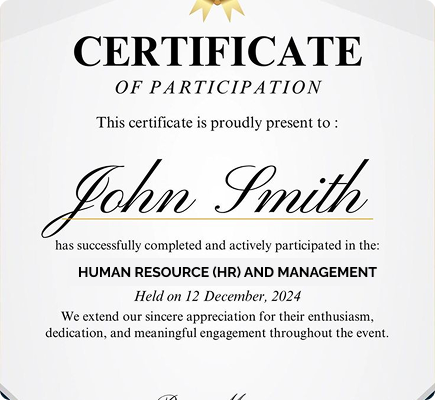 CERTIFICATE
OF PARTICIPATION
This certificate is proudly present to :
John Smith
has successfully completed and actively participated in the:
HUMAN RESOURCE (HR) AND MANAGEMENT
Held on 12 December, 2024
We extend our sincere appreciation for their enthusiasm,
dedication, and meaningful engagement throughout the event.